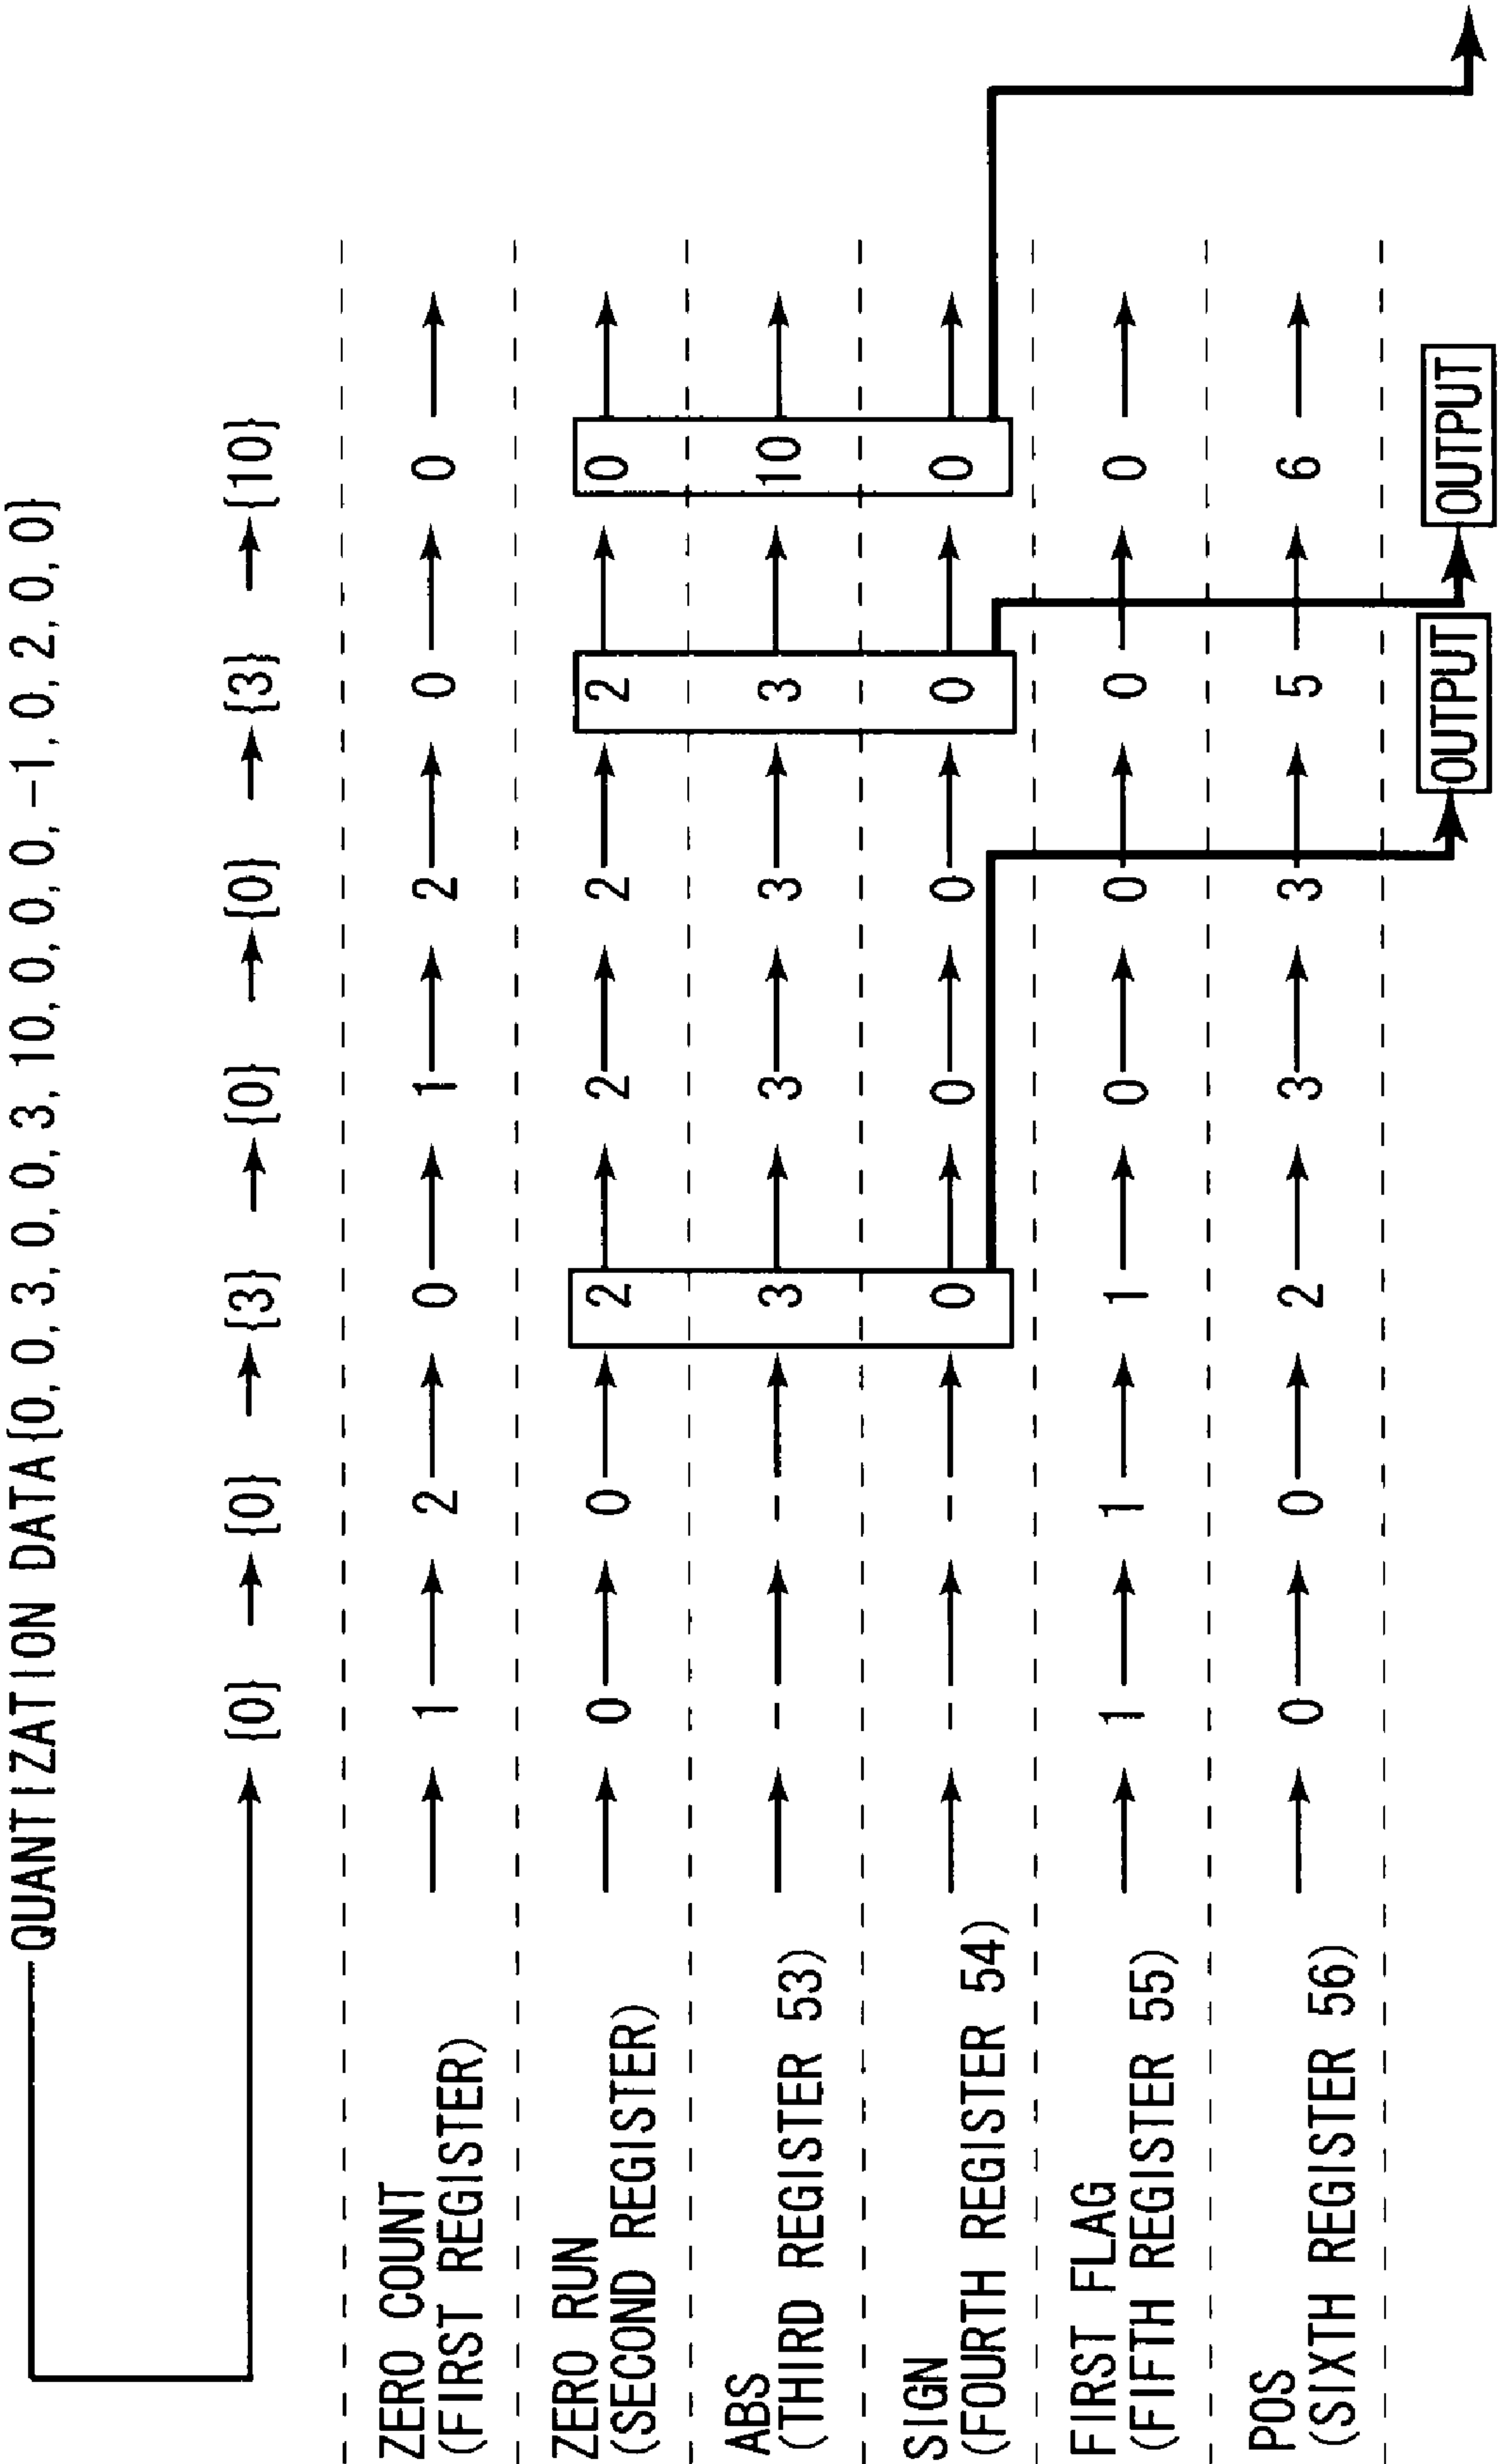 QUANTIZATION DATA{0, 0, 3, 0, 0, 3, 10, 0, 0, 0, -1, 0, 2, 0, 0}
{0} {0} {3} {0} {0} {3} {10}
ZERO COUNT
(FIRST REGISTER)
1 2 0 1 2 0 0
ZERO RUN
(SECOND REGISTER)
0 0 2 2 2 2 0
ABS
(THIRD REGISTER 53)
- - 3 3 3 3 10
SIGN
(FOURTH REGISTER 54)
- - 0 0 0 0 0
FIRST FLAG
(FIFTH REGISTER 55)
1 1 1 0 0 0 0
POS
(SIXTH REGISTER 56)
0 0 2 3 3 5 6
OUTPUT
OUTPUT